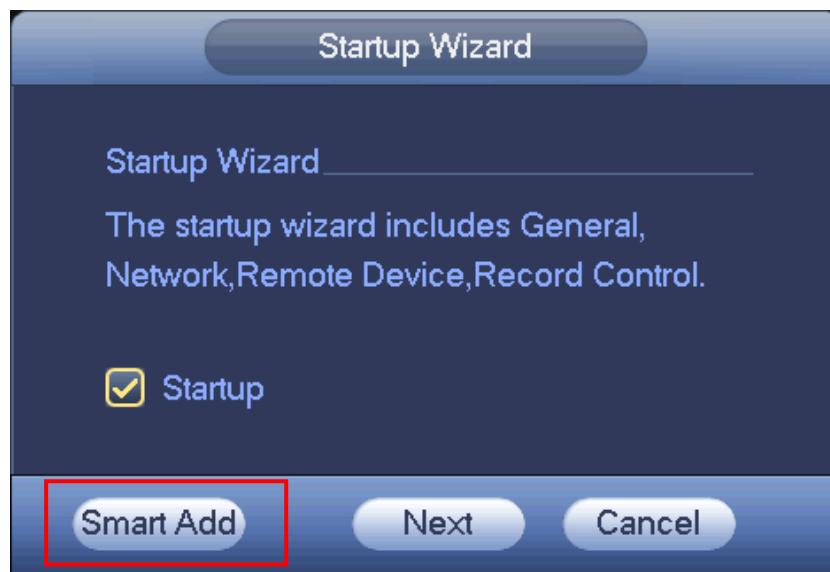 Startup Wizard
Startup Wizard
The startup wizard includes General,
Network,Remote Device,Record Control.
Startup
Smart Add Next Cancel